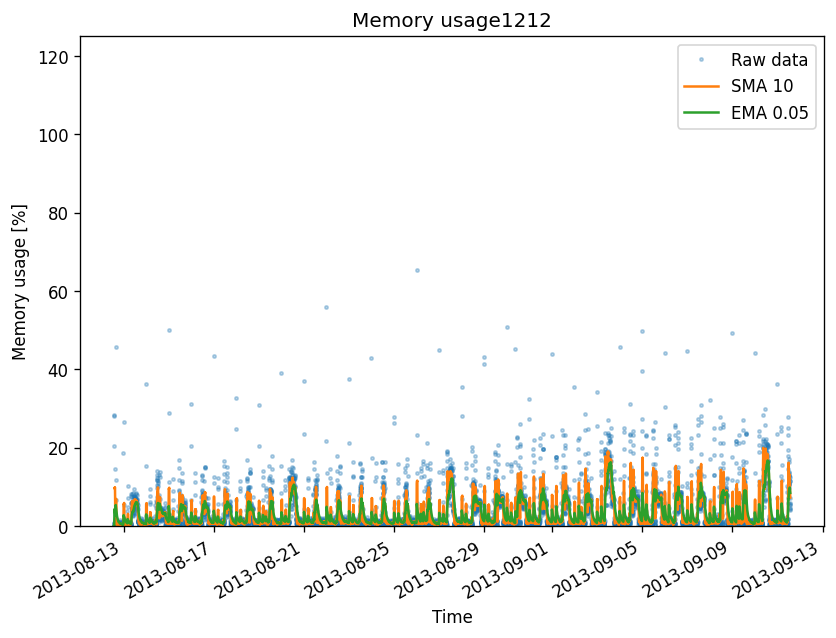 Memory usage1212
120
100
80
60
40
20
0
Memory usage [%]
Raw data
SMA 10
EMA 0.05
2013-08-13
2013-08-17
2013-08-21
2013-08-25
2013-08-29
2013-09-01
2013-09-05
2013-09-09
2013-09-13
Time